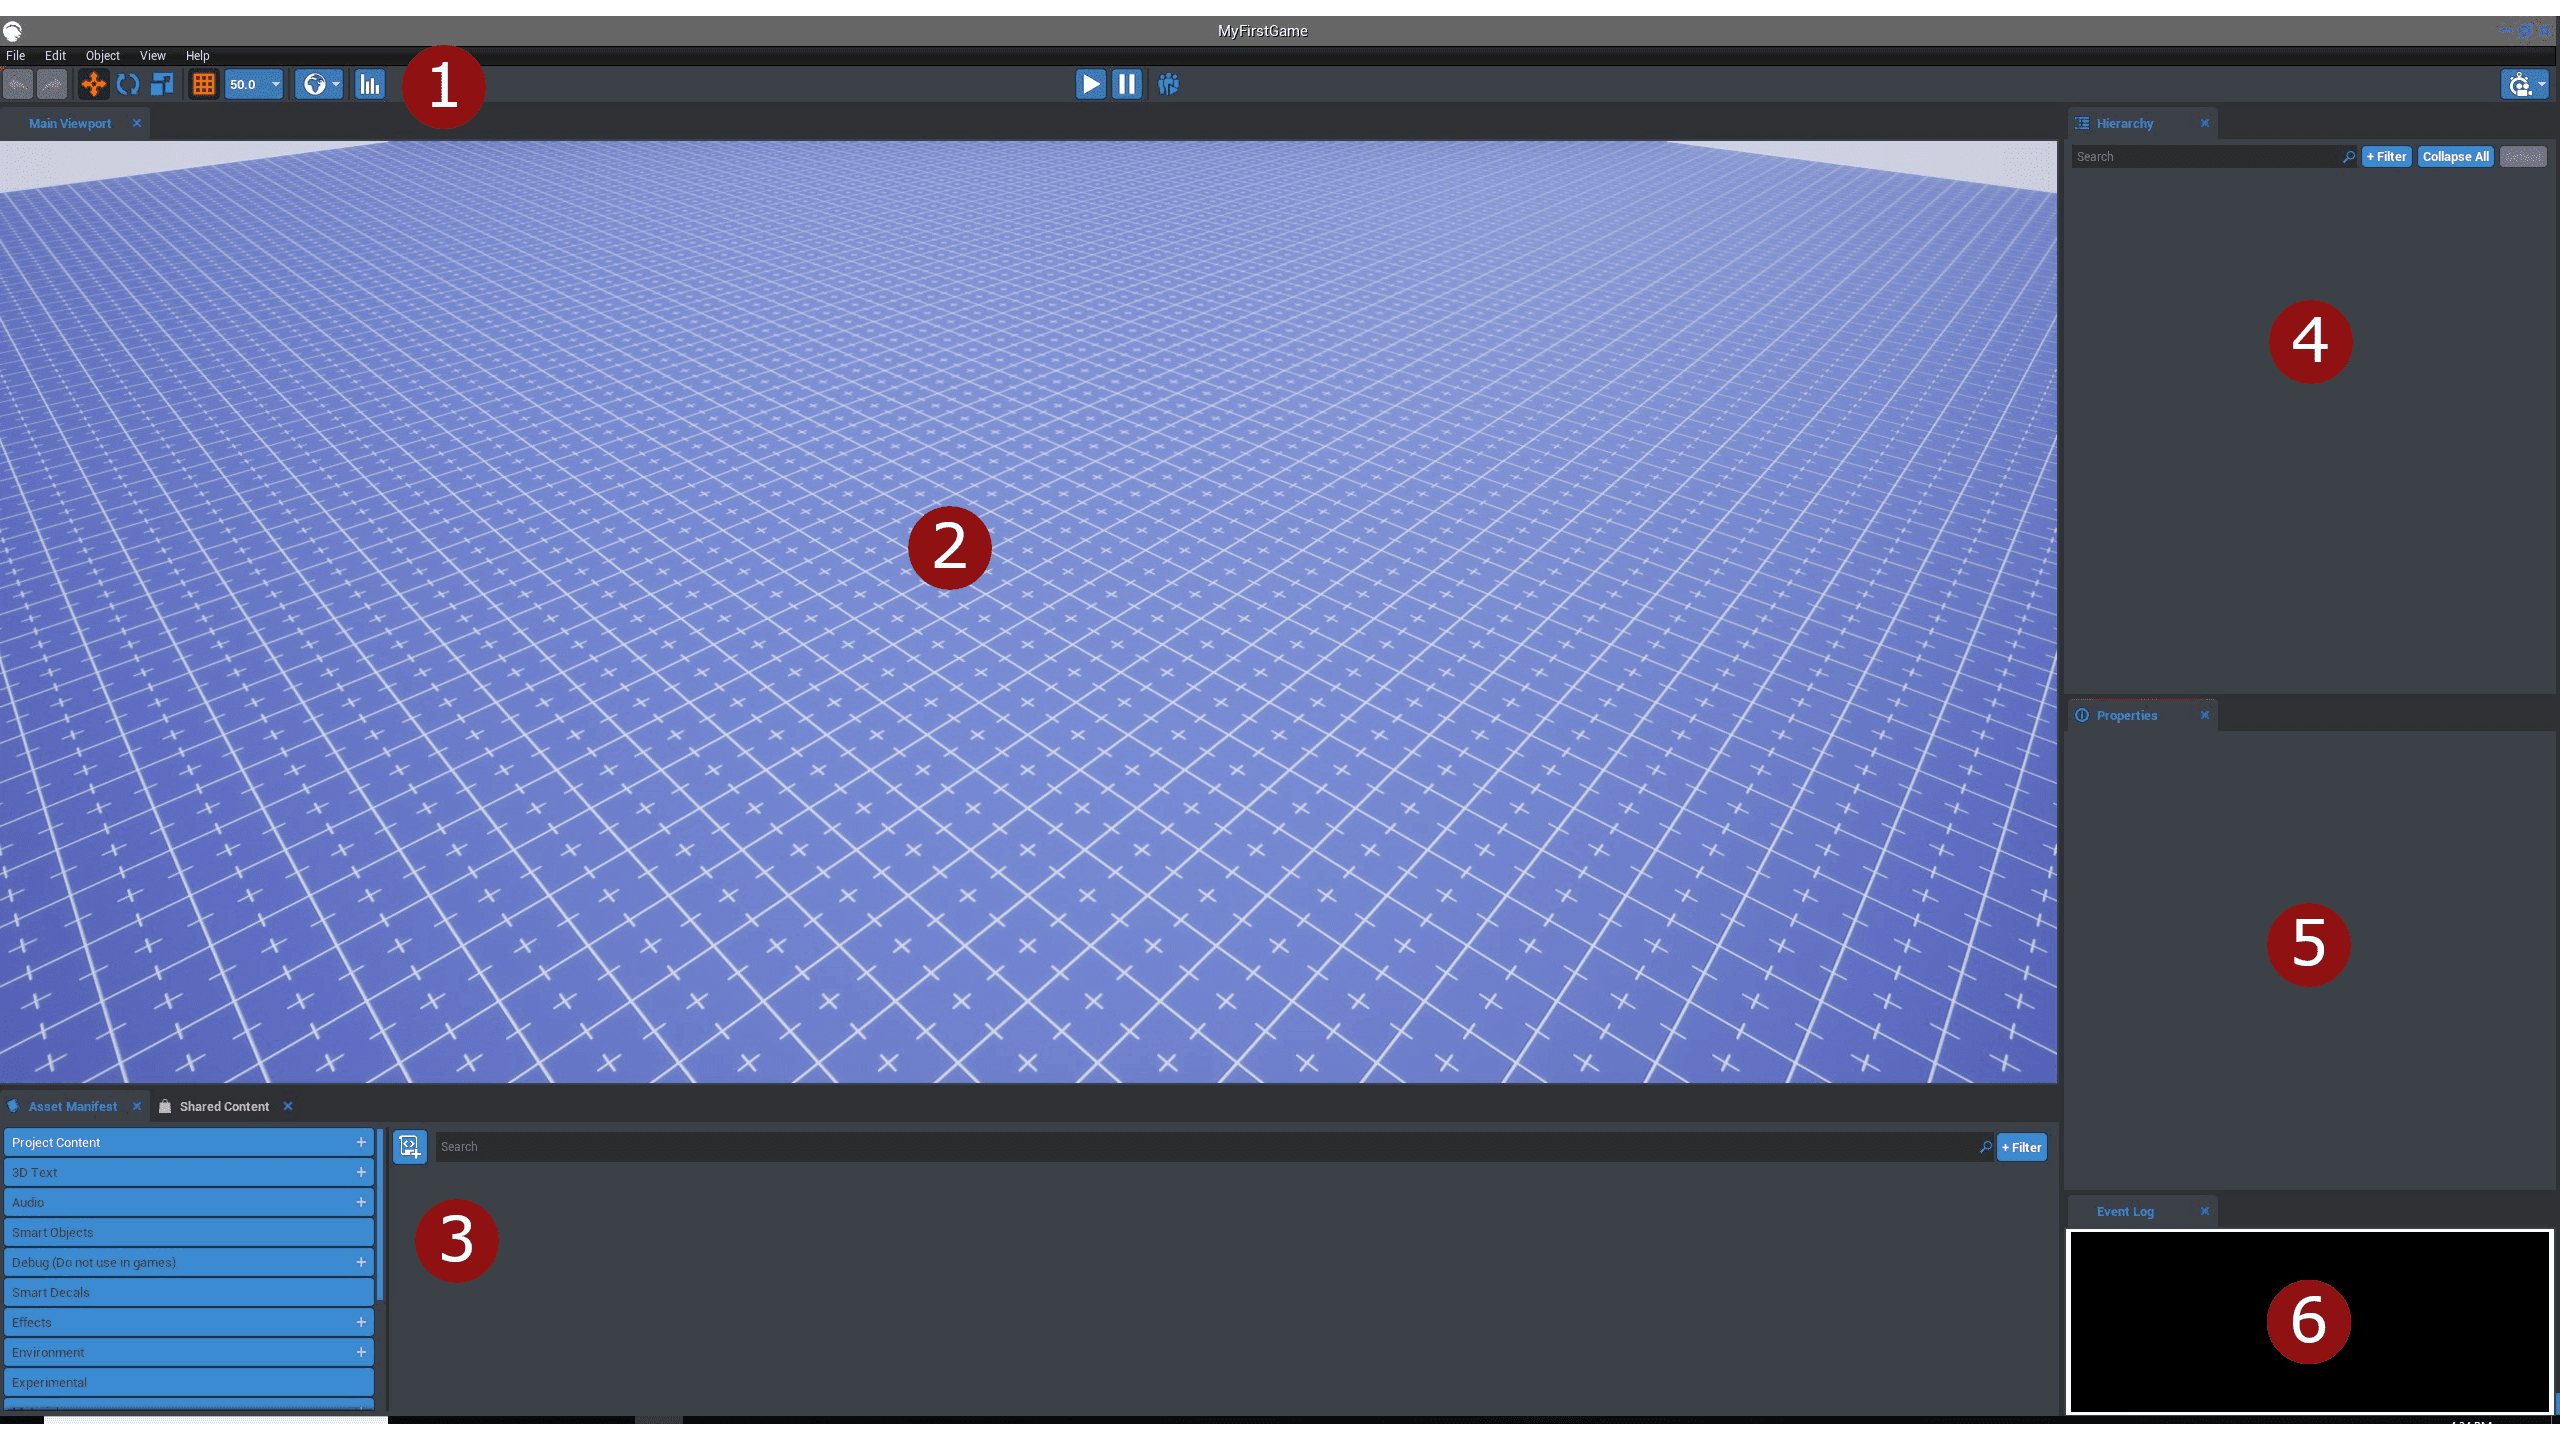 MyFirstGame
File Edit Object View Help
50.0
1
Main Viewport
Hierarchy
Search + Filter Collapse All
2
4
Properties
5
Asset Manifest Shared Content
Project Content +
3D Text +
Audio +
Smart Objects
Debug (Do not use in games) +
Smart Decals
Effects +
Environment +
Experimental
Search + Filter
3
Event Log
6